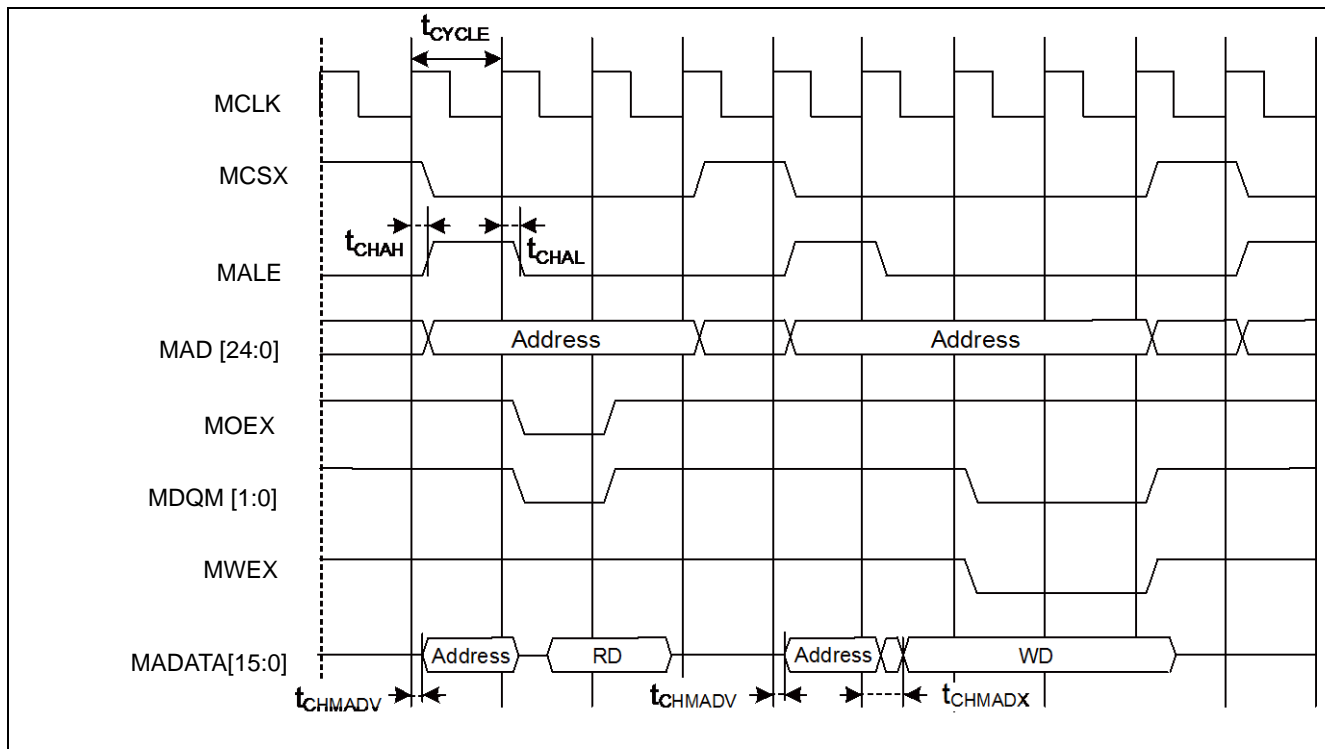 tCYCLE
MCLK
MCSX
tCHAH
tCHAL
MALE
MAD [24:0]
Address
Address
MOEX
MDQM [1:0]
MWEX
MADATA[15:0]
Address
RD
Address
WD
tCHMADV
tCHMADV
tCHMADX